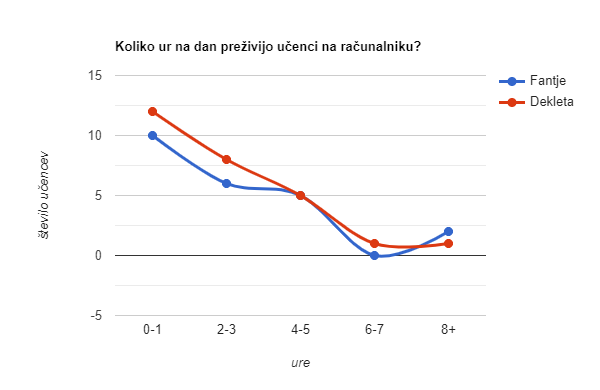 Koliko ur na dan preživijo učenci na računalniku?
Fantje
Dekleta
število učencev
15
10
5
0
-5
0-1
2-3
4-5
6-7
8+
ure